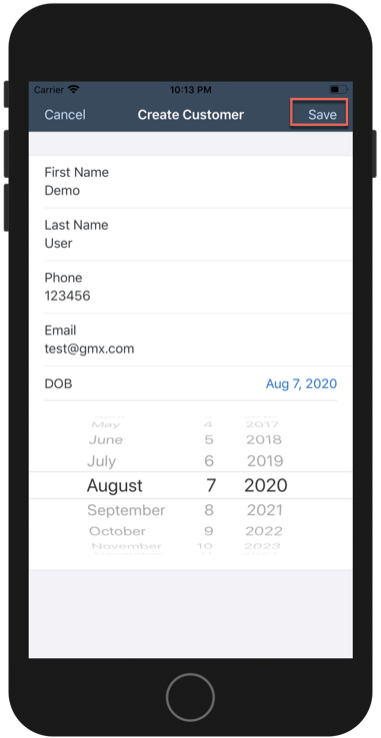 Carrier 10:13 PM
Cancel Create Customer Save
First Name
Demo
Last Name
User
Phone
123456
Email
test@gmx.com
DOB Aug 7, 2020
May 4 2017
June 5 2018
July 6 2019
August 7 2020
September 8 2021
October 9 2022
November 10 2023